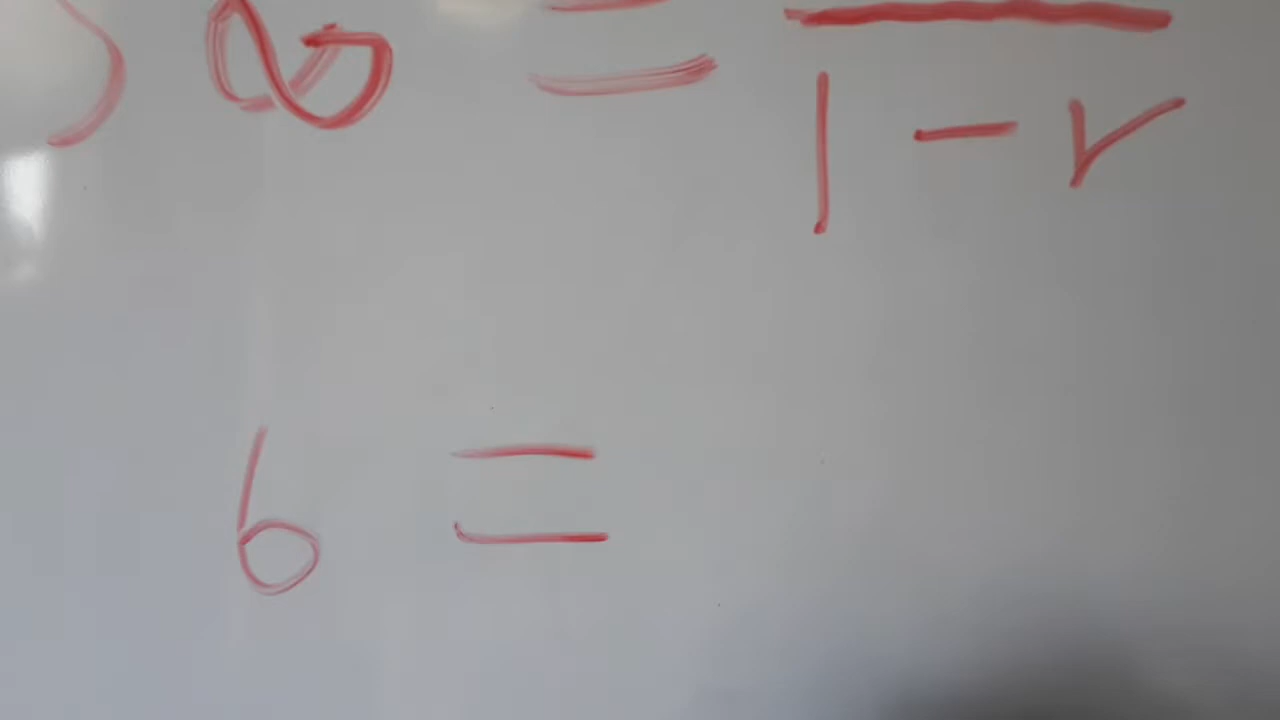 ∞ = ―
1 - r
6 =